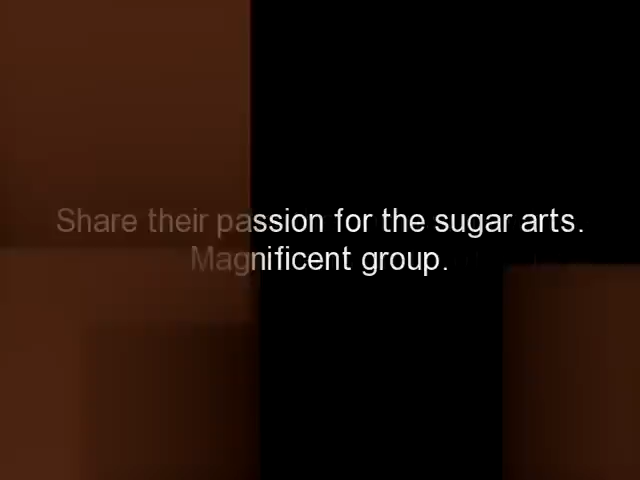 Share their passion for the sugar arts.
Magnificent group.